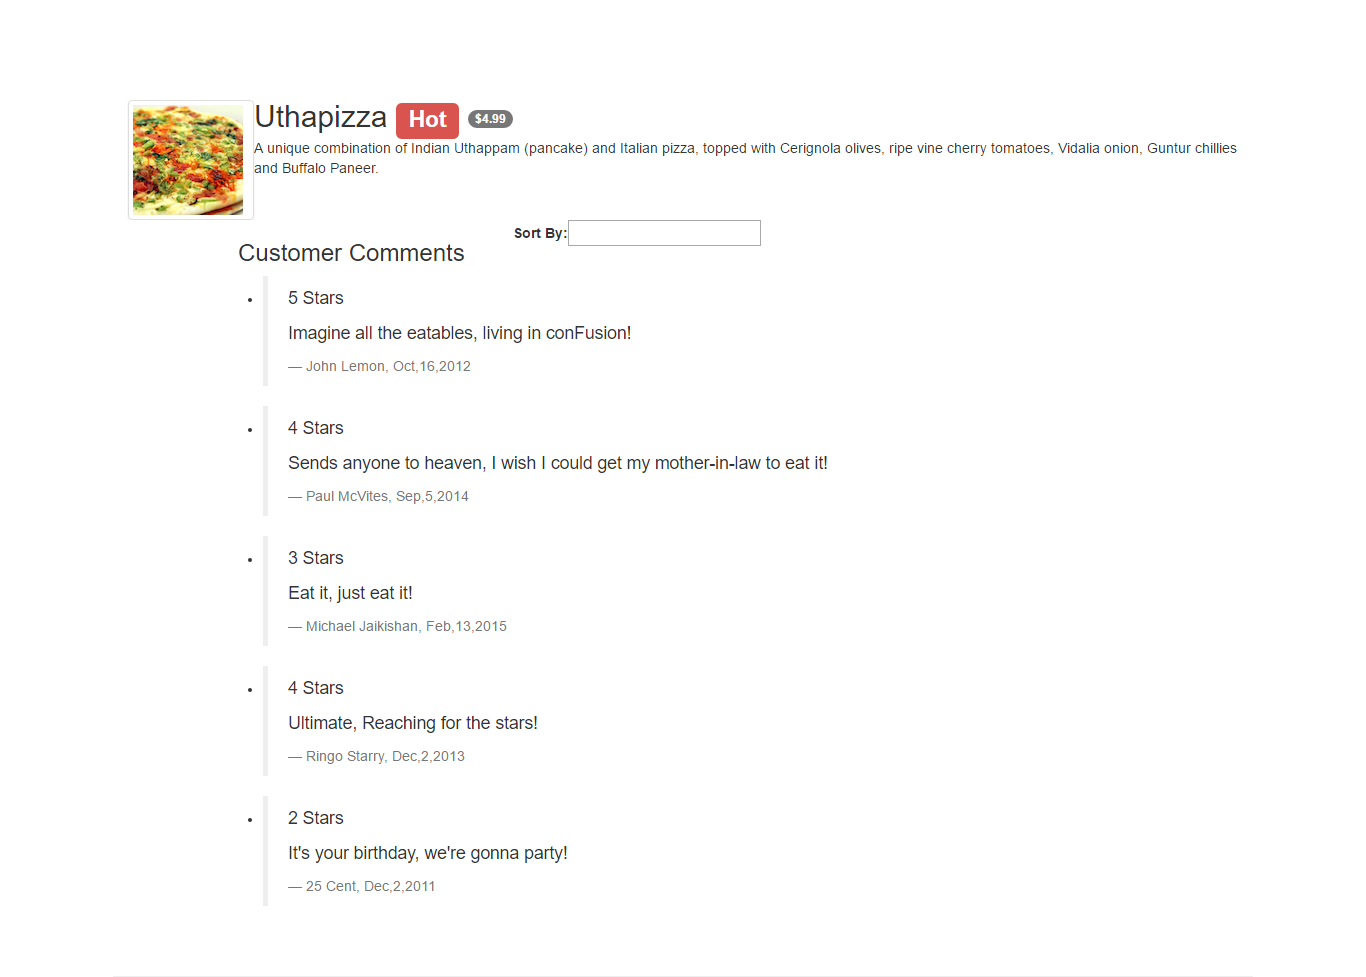 Uthapizza Hot $4.99
A unique combination of Indian Uthappam (pancake) and Italian pizza, topped with Cerignola olives, ripe vine cherry tomatoes, Vidalia onion, Guntur chillies
and Buffalo Paneer.
Sort By:
Customer Comments
5 Stars
Imagine all the eatables, living in conFusion!
— John Lemon, Oct,16,2012
4 Stars
Sends anyone to heaven, I wish I could get my mother-in-law to eat it!
— Paul McVites, Sep,5,2014
3 Stars
Eat it, just eat it!
— Michael Jaikishan, Feb,13,2015
4 Stars
Ultimate, Reaching for the stars!
— Ringo Starry, Dec,2,2013
2 Stars
It's your birthday, we're gonna party!
— 25 Cent, Dec,2,2011